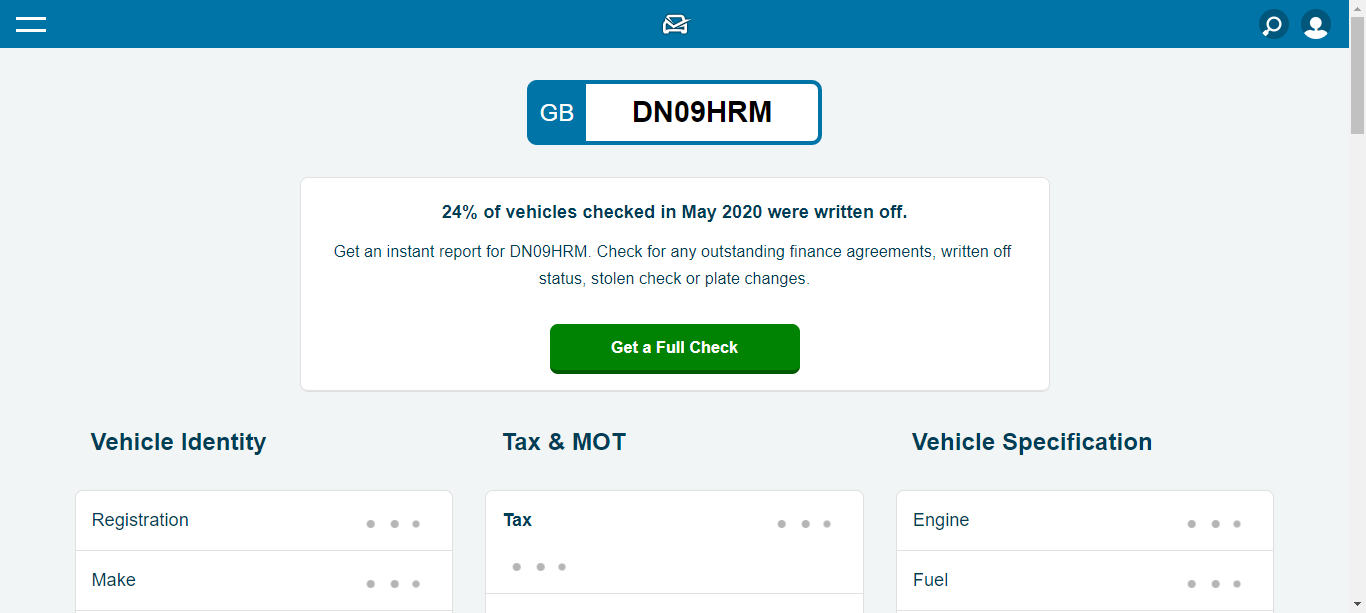 GB DN09HRM
24% of vehicles checked in May 2020 were written off.
Get an instant report for DN09HRM. Check for any outstanding finance agreements, written off
status, stolen check or plate changes.
Get a Full Check
Vehicle Identity
Registration
Make
Tax & MOT
Tax
Vehicle Specification
Engine
Fuel